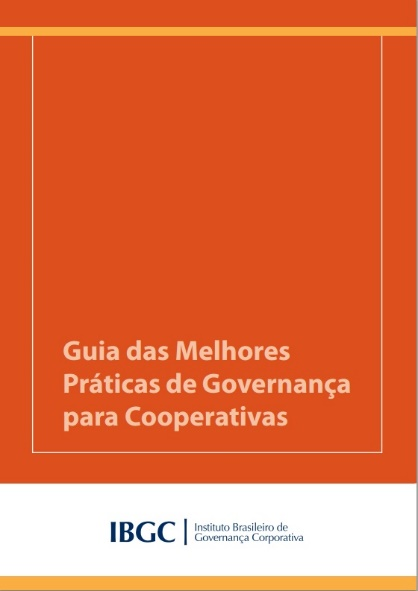 Guia das Melhores
Práticas de Governança
para Cooperativas
IBGC
Instituto Brasileiro de
Governança Corporativa